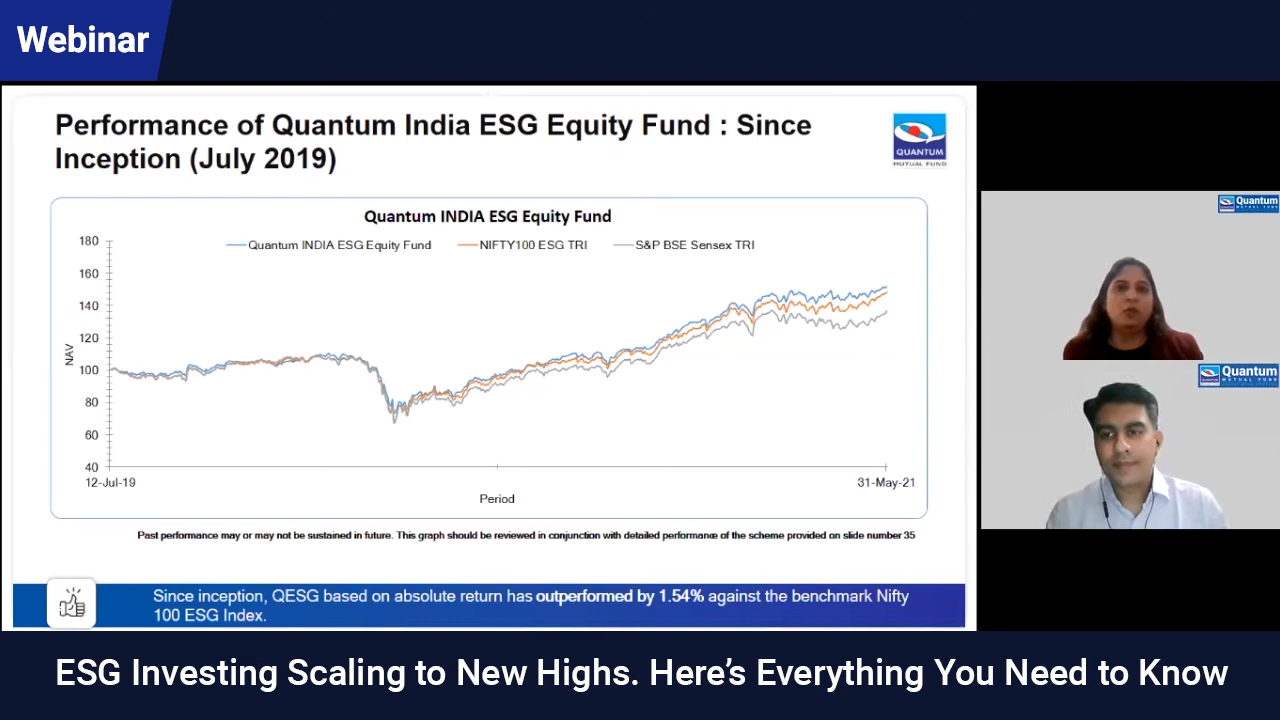 Webinar
Performance of Quantum India ESG Equity Fund : Since
Inception (July 2019)
QUANTUM
MUTUAL FUND
Quantum INDIA ESG Equity Fund
Quantum INDIA ESG Equity Fund
NIFTY100 ESG TRI
S&P BSE Sensex TRI
180
160
140
120
100
80
60
40
NAV
12-Jul-19
31-May-21
Period
Past performance may or may not be sustained in future. This graph should be reviewed in conjunction with detailed performance of the scheme provided on slide number 35
Since inception, QESG based on absolute return has outperformed by 1.54% against the benchmark Nifty
100 ESG Index.
Quantum
MUTUAL FUND
Quantum
MUTUAL FUND
ESG Investing Scaling to New Highs. Here's Everything You Need to Know